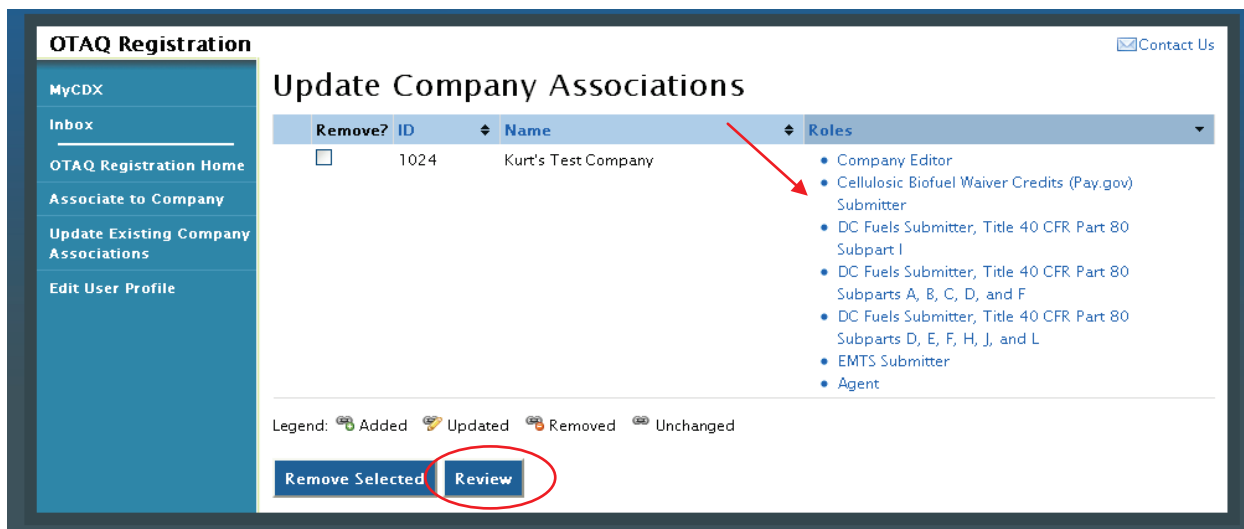 OTAQ Registration
Contact Us
MyCDX
Inbox
OTAQ Registration Home
Associate to Company
Update Existing Company
Associations
Edit User Profile
Update Company Associations
Remove? ID Name Roles
1024 Kurt's Test Company
Company Editor
Cellulosic Biofuel Waiver Credits (Pay.gov)
Submitter
DC Fuels Submitter, Title 40 CFR Part 80
Subpart I
DC Fuels Submitter, Title 40 CFR Part 80
Subparts A, B, C, D, and F
DC Fuels Submitter, Title 40 CFR Part 80
Subparts D, E, F, H, J, and L
EMTS Submitter
Agent
Legend: Added Updated Removed Unchanged
Remove Selected Review